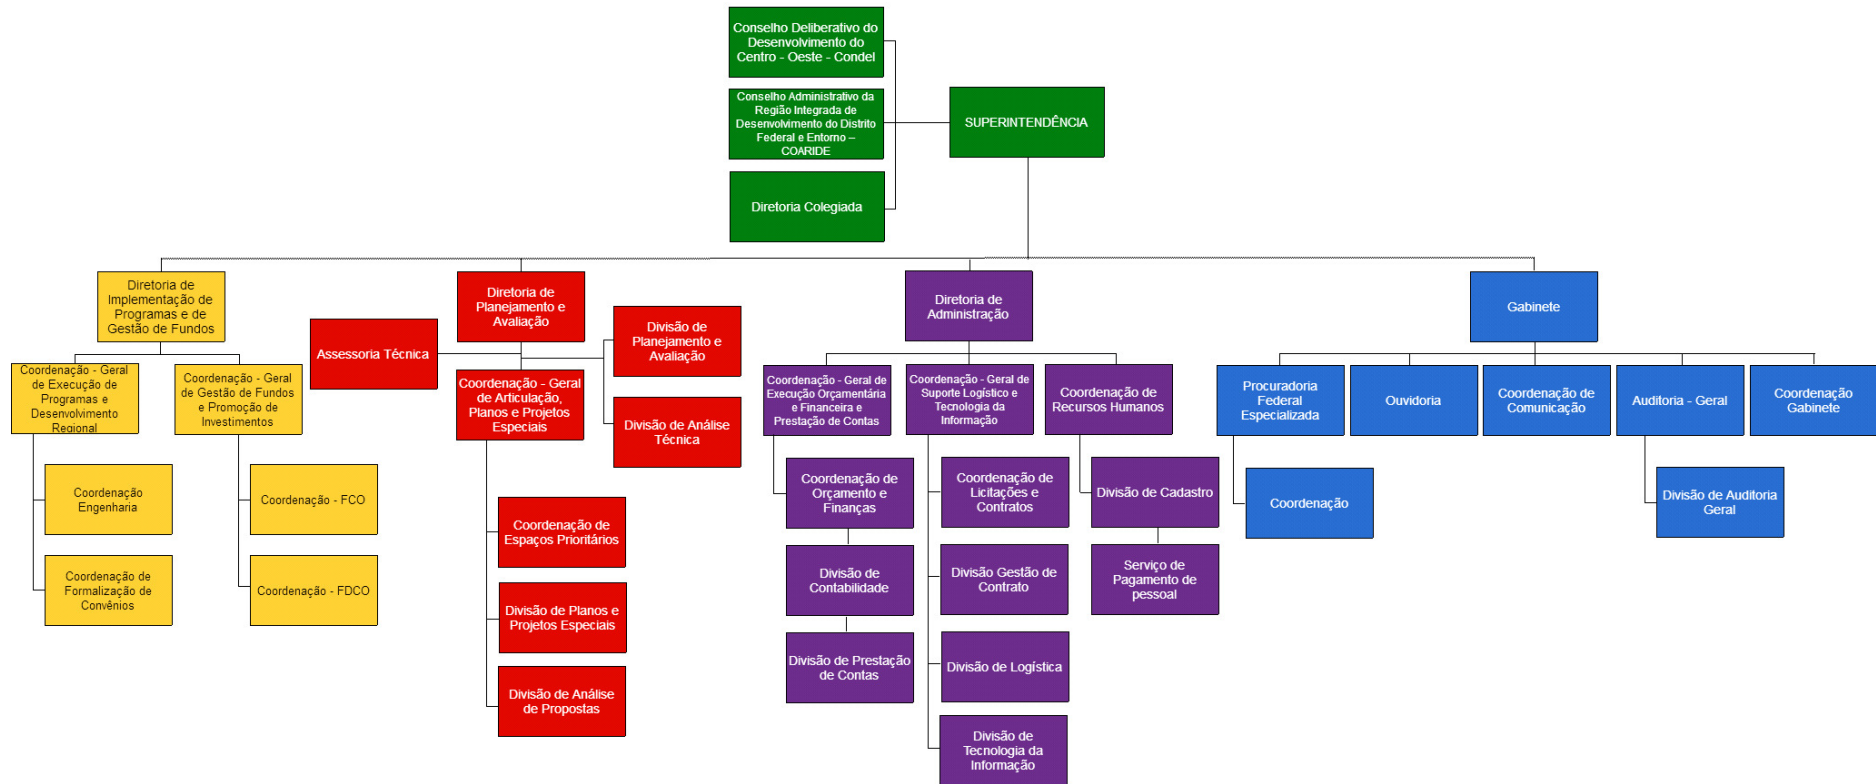 Conselho Deliberativo do
Desenvolvimento do
Centro - Oeste - Condel
Conselho Administrativo da
Região Integrada de
Desenvolvimento do Distrito
Federal e Entorno –
COARIDE
SUPERINTENDÊNCIA
Diretoria Colegiada
Diretoria de
Implementação de
Programas e de
Gestão de Fundos
Coordenação - Geral
de Execução de
Programas e
Desenvolvimento
Regional
Coordenação
Engenharia
Coordenação de
Formalização de
Convênios
Coordenação - Geral
de Gestão de Fundos
e Promoção de
Investimentos
Coordenação - FCO
Coordenação - FDCO
Diretoria de
Planejamento e
Avaliação
Assessoria Técnica
Divisão de
Planejamento e
Avaliação
Divisão de Análise
Técnica
Coordenação - Geral
de Articulação,
Planos e Projetos
Especiais
Coordenação de
Espaços Prioritários
Divisão de Planos e
Projetos Especiais
Divisão de Análise
de Propostas
Diretoria de
Administração
Coordenação - Geral de
Execução Orçamentária
e Financeira e
Prestação de Contas
Coordenação de
Orçamento e
Finanças
Divisão de
Contabilidade
Divisão de Prestação
de Contas
Coordenação - Geral de
Suporte Logístico e
Tecnologia da
Informação
Coordenação de
Licitações e
Contratos
Divisão Gestão de
Contrato
Divisão de Logística
Divisão de
Tecnologia da
Informação
Coordenação de
Recursos Humanos
Divisão de Cadastro
Serviço de
Pagamento de
pessoal
Gabinete
Procuradoria
Federal
Especializada
Coordenação
Ouvidoria
Coordenação de
Comunicação
Auditoria - Geral
Divisão de Auditoria
Geral
Coordenação
Gabinete